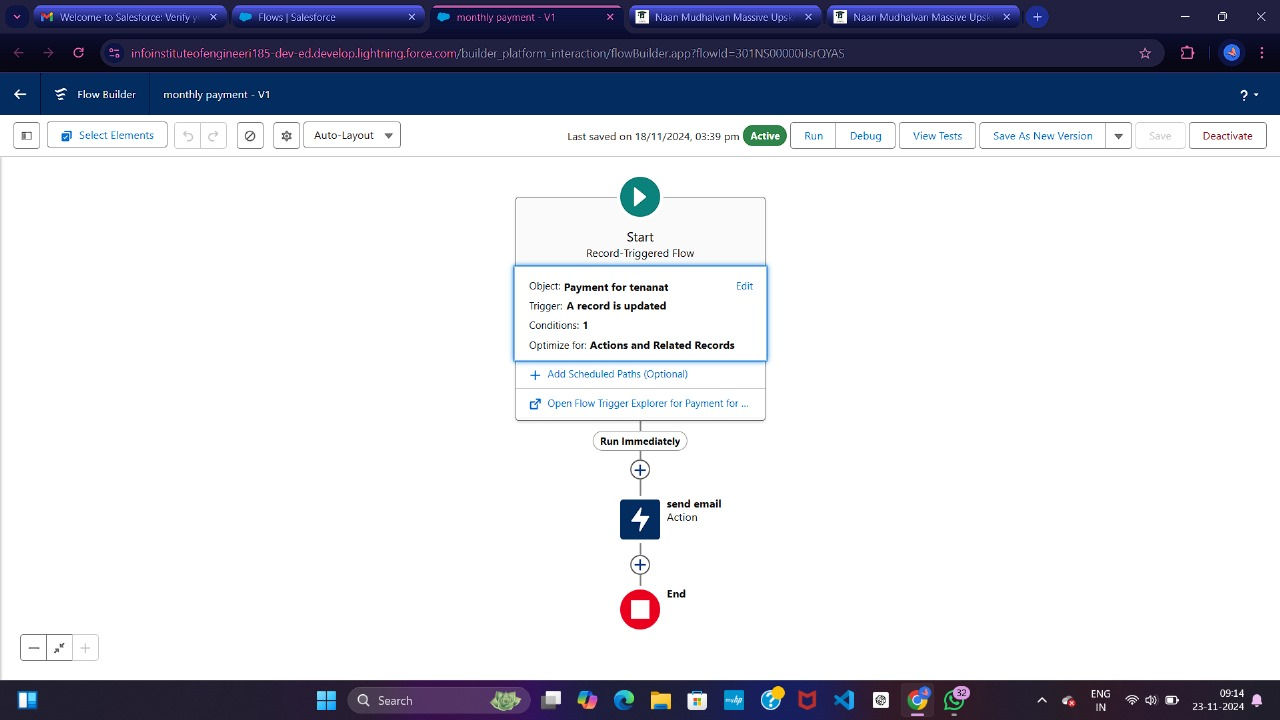 Welcome to Salesforce: Verify y
Flows | Salesforce
monthly payment - V1
Naan Mudhalvan Massive Upsk
Naan Mudhalvan Massive Upsk
infoinstituteofengineeri185-dev-ed.develop.lightning.force.com/builder_platform_interaction/flowBuilder.app?flowId=301NS00000iJsrQYAS
Flow Builder
monthly payment - V1
?
Select Elements
Auto-Layout
Last saved on 18/11/2024, 03:39 pm
Active
Run
Debug
View Tests
Save As New Version
Save
Deactivate
Start
Record-Triggered Flow
Object: Payment for tenanat
Edit
Trigger: A record is updated
Conditions: 1
Optimize for: Actions and Related Records
Add Scheduled Paths (Optional)
Open Flow Trigger Explorer for Payment for ...
Run Immediately
send email
Action
End
Search
32
ENG
IN
09:14
23-11-2024